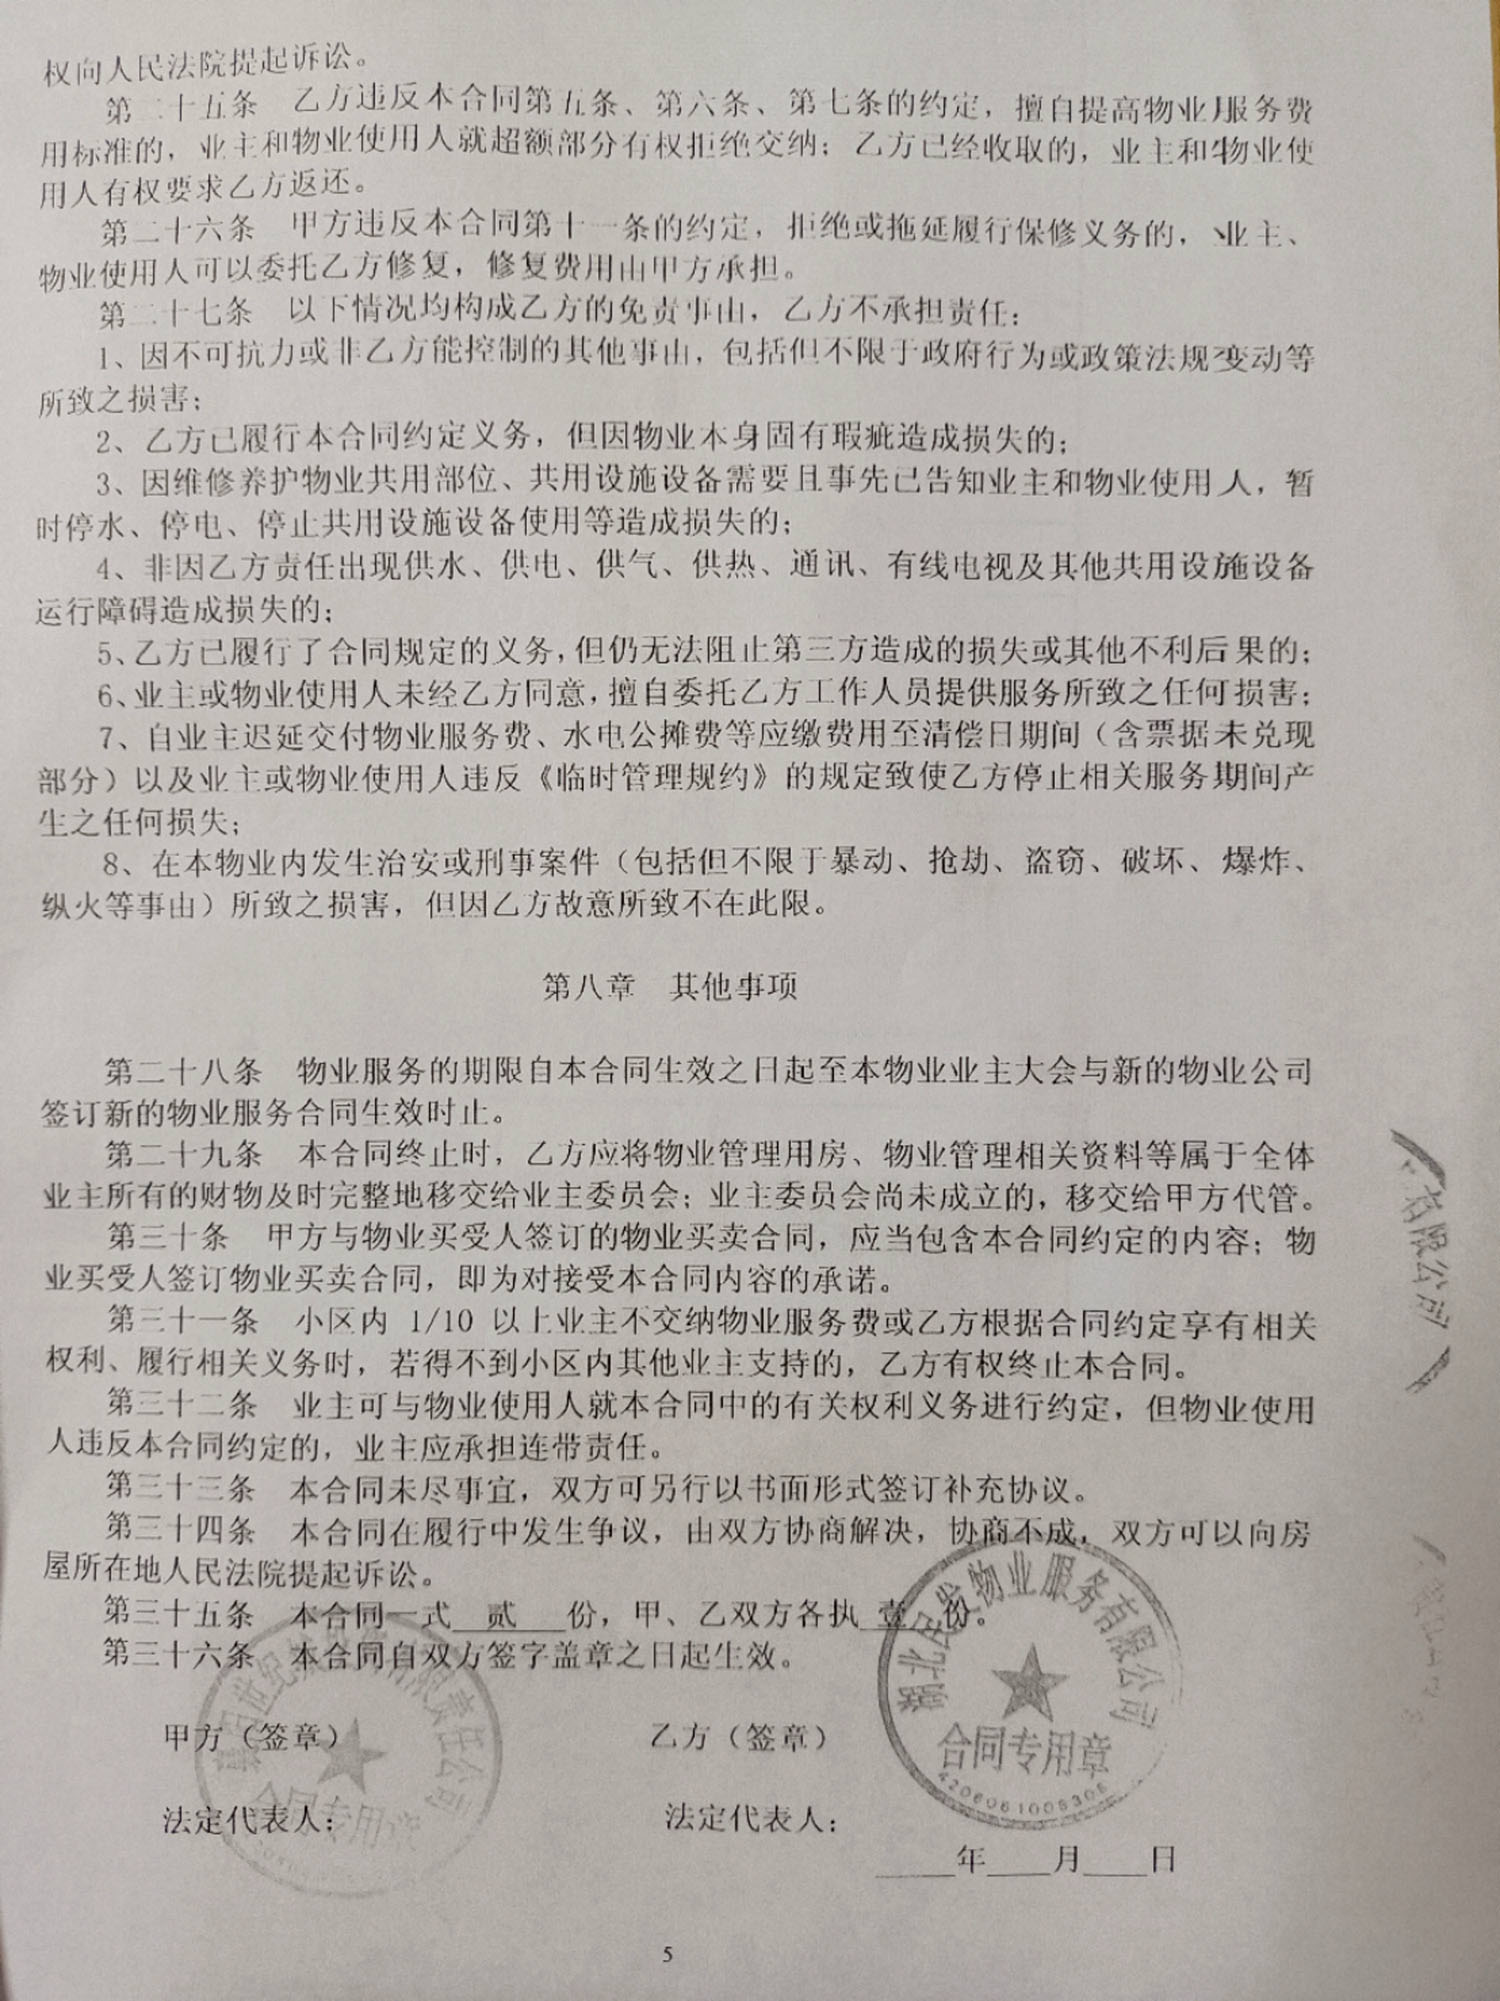 权向人民法院提起诉讼。
第二十五条 乙方违反本合同第五条、第六条、第七条的约定，擅自提高物业服务费
用标准的，业主和物业使用人就超额部分有权拒绝交纳；乙方已经收取的，业主和物业使
用人有权要求乙方返还。
第二十六条 甲方违反本合同第十一条的约定，拒绝或拖延履行保修义务的，业主、
物业使用人可以委托乙方修复，修复费用由甲方承担。
第二十七条 以下情况均构成乙方的免责事由，乙方不承担责任：
1、因不可抗力或非乙方能控制的其他事由，包括但不限于政府行为或政策法规变动等
所致之损害；
2、乙方已履行本合同约定义务，但因物业本身固有瑕疵造成损失的；
3、因维修养护物业共用部位、共用设施设备需要且事先已告知业主和物业使用人，暂
时停水、停电、停止共用设施设备使用等造成损失的；
4、非因乙方责任出现供水、供电、供气、供热、通讯、有线电视及其他共用设施设备
运行障碍造成损失的；
5、乙方已履行了合同规定的义务，但仍无法阻止第三方造成的损失或其他不利后果的；
6、业主或物业使用人未经乙方同意，擅自委托乙方工作人员提供服务所致之任何损害；
7、自业主迟延交付物业服务费、水电公摊费等应缴费用至清偿日期间（含票据未兑现
部分）以及业主或物业使用人违反《临时管理规约》的规定致使乙方停止相关服务期间产
生之任何损失；
8、在本物业内发生治安或刑事案件（包括但不限于暴动、抢劫、盗窃、破坏、爆炸、
纵火等事由）所致之损害，但因乙方故意所致不在此限。
第八章 其他事项
第二十八条 物业服务的期限自本合同生效之日起至本物业业主大会与新的物业公司
签订新的物业服务合同生效时止。
第二十九条 本合同终止时，乙方应将物业管理用房、物业管理相关资料等属于全体
业主所有的财物及时完整地移交给业主委员会；业主委员会尚未成立的，移交给甲方代管。
第三十条 甲方与物业买受人签订的物业买卖合同，应当包含本合同约定的内容；物
业买受人签订物业买卖合同，即为对接受本合同内容的承诺。
第三十一条 小区内 1/10 以上业主不交纳物业服务费或乙方根据合同约定享有相关
权利、履行相关义务时，若得不到小区内其他业主支持的，乙方有权终止本合同。
第三十二条 业主可与物业使用人就本合同中的有关权利义务进行约定，但物业使用
人违反本合同约定的，业主应承担连带责任。
第三十三条 本合同未尽事宜，双方可另行以书面形式签订补充协议。
第三十四条 本合同在履行中发生争议，由双方协商解决，协商不成，双方可以向房
屋所在地人民法院提起诉讼。
第三十五条 本合同一式 贰 份，甲、乙双方各执 壹 份。
第三十六条 本合同自双方签字盖章之日起生效。
甲方（签章） 乙方（签章）
世纪 限责任公司
合同专用
北民发物业服务有限公司
合同专用章
法定代表人： 法定代表人：
年 月 日
有限公司
5